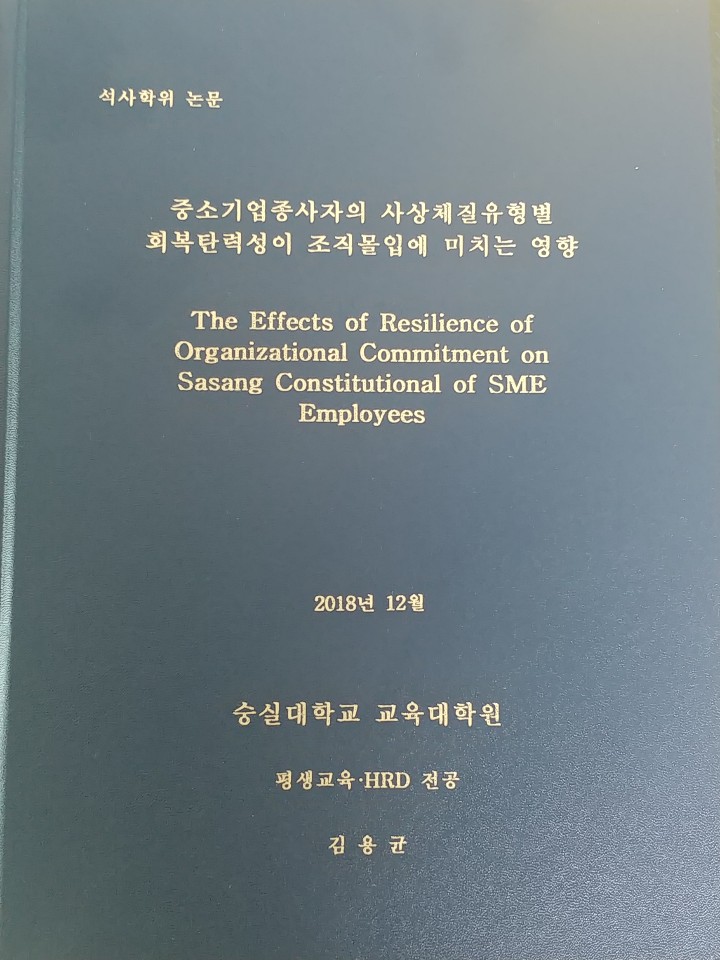 석사학위 논문
중소기업종사자의 사상체질유형별
회복탄력성이 조직몰입에 미치는 영향
The Effects of Resilience of
Organizational Commitment on
Sasang Constitutional of SME
Employees
2018년 12월
숭실대학교 교육대학원
평생교육·HRD 전공
김 용 균